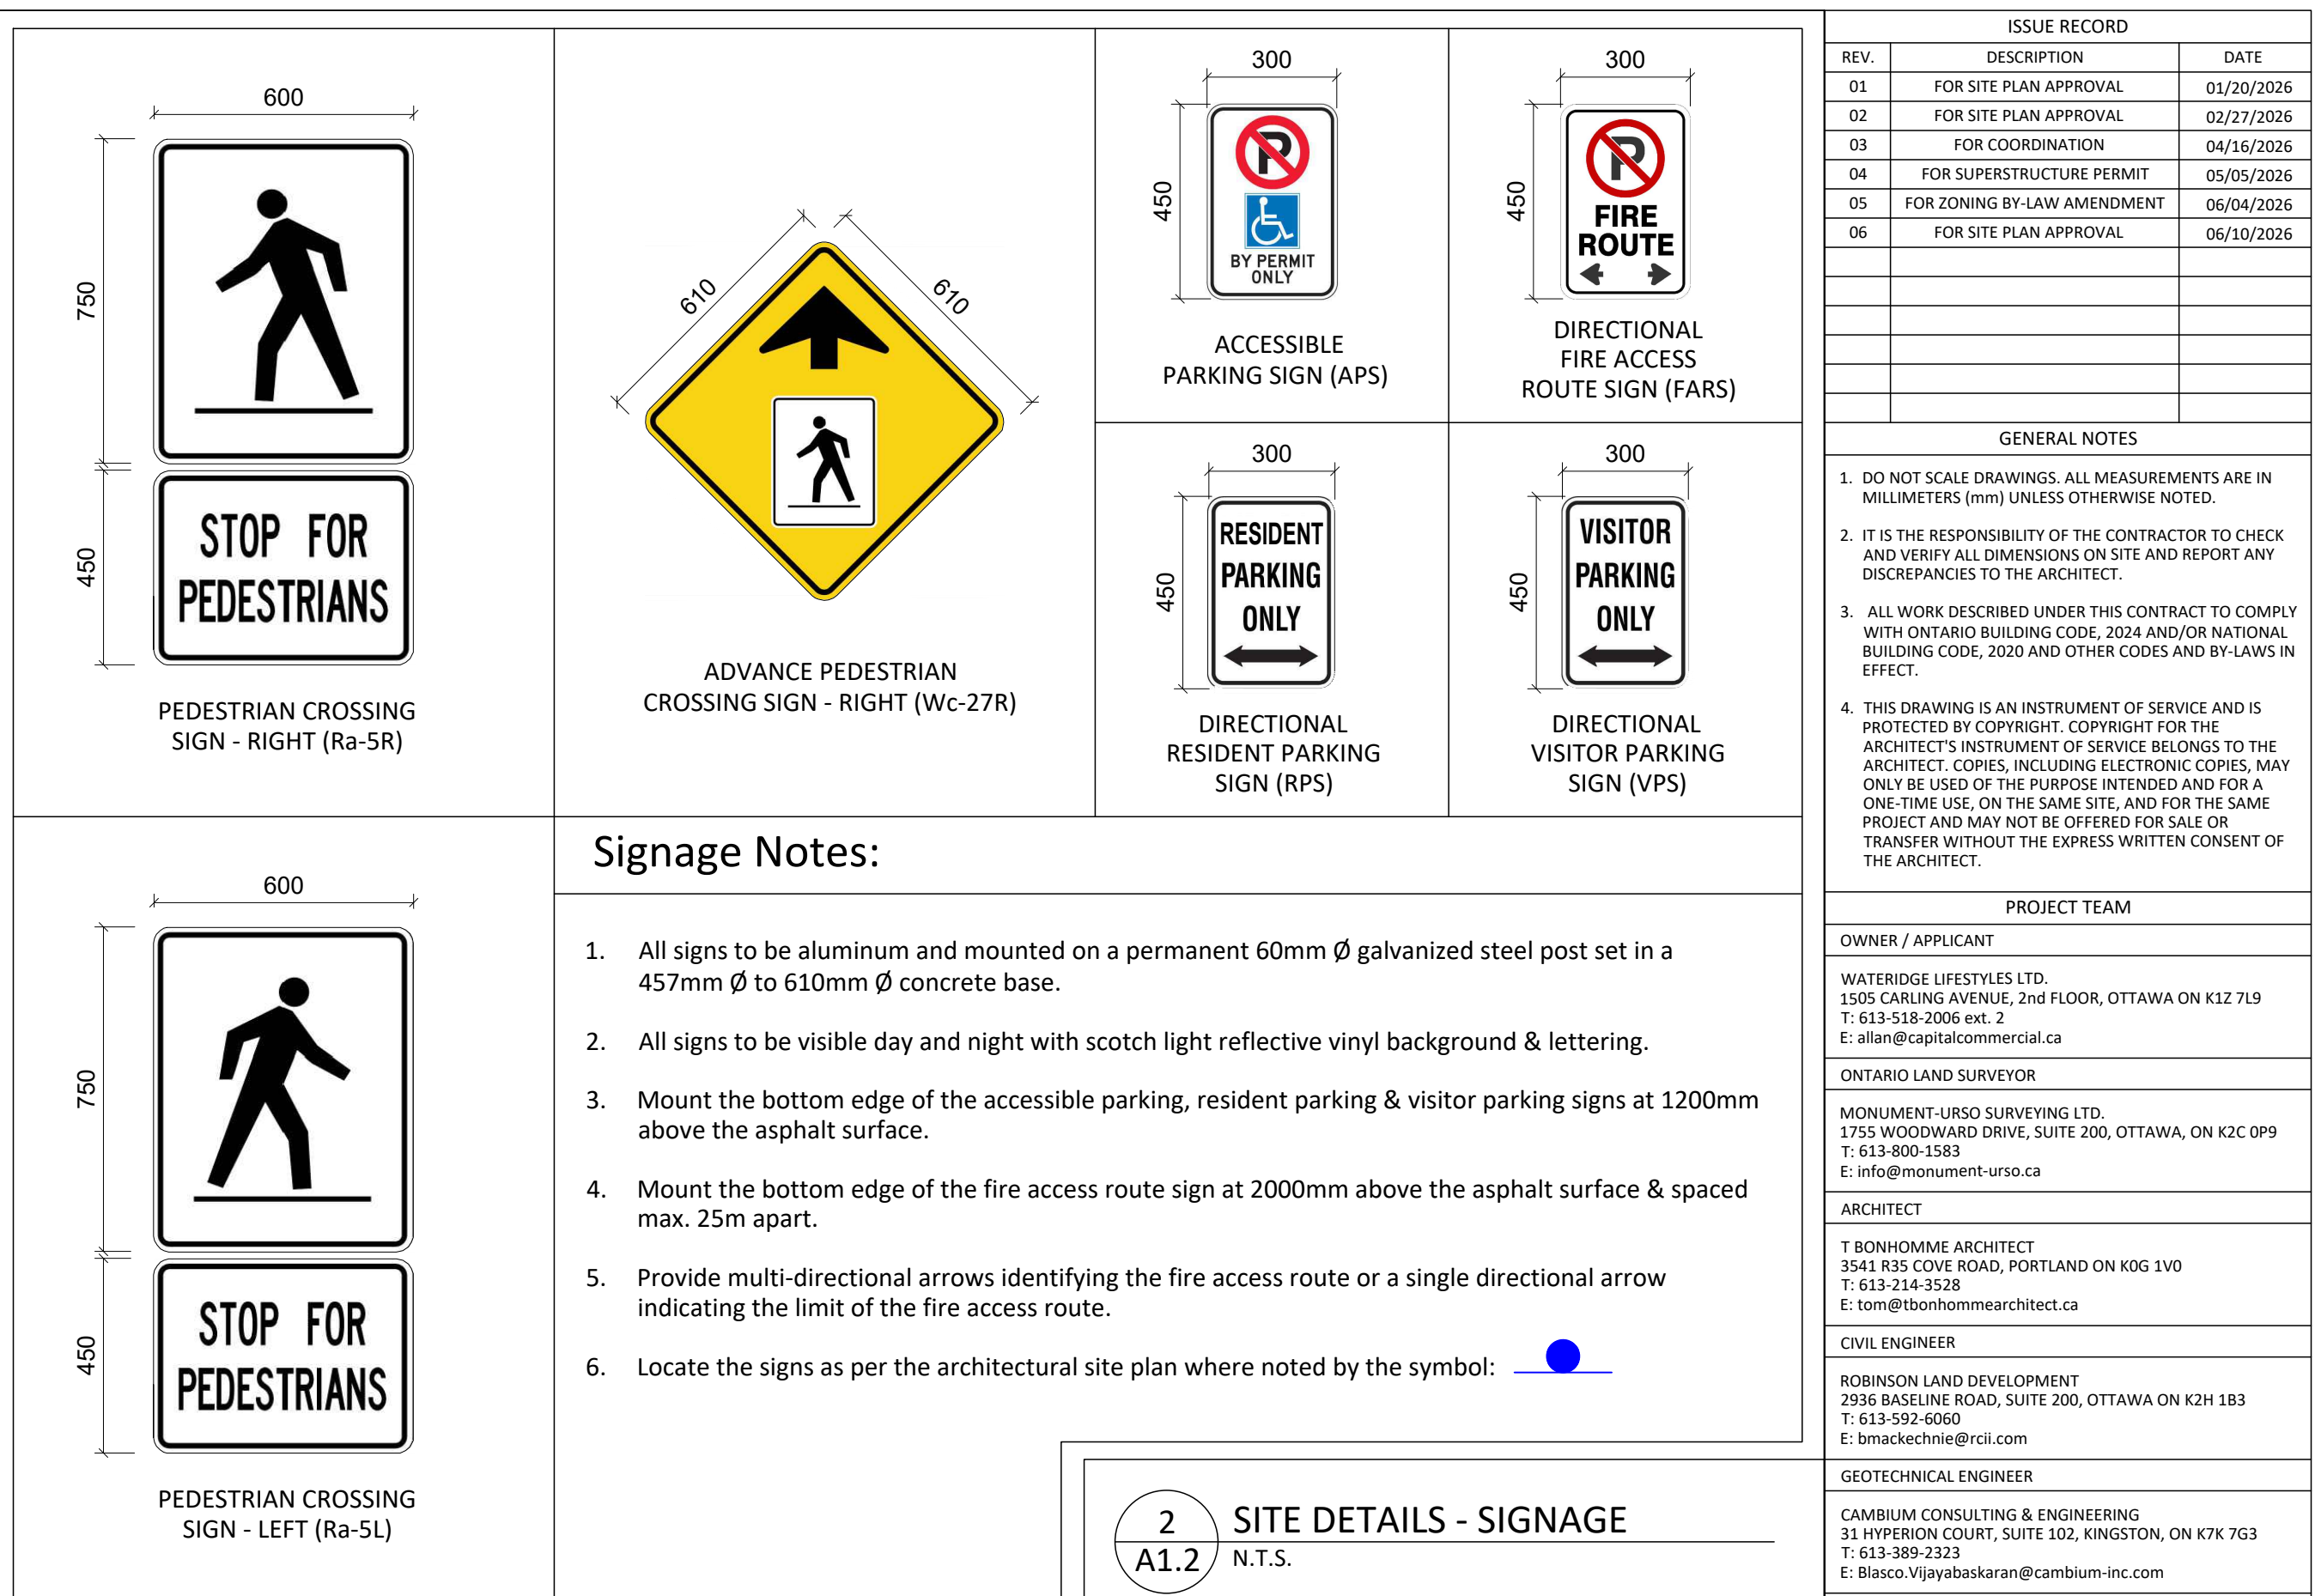 600
750
450
STOP FOR
PEDESTRIANS
PEDESTRIAN CROSSING
SIGN - RIGHT (Ra-5R)
610
610
ADVANCE PEDESTRIAN
CROSSING SIGN - RIGHT (Wc-27R)
300
450
P
BY PERMIT
ONLY
ACCESSIBLE
PARKING SIGN (APS)
300
450
P
FIRE
ROUTE
DIRECTIONAL
FIRE ACCESS
ROUTE SIGN (FARS)
300
450
RESIDENT
PARKING
ONLY
DIRECTIONAL
RESIDENT PARKING
SIGN (RPS)
300
450
VISITOR
PARKING
ONLY
DIRECTIONAL
VISITOR PARKING
SIGN (VPS)
600
750
450
STOP FOR
PEDESTRIANS
PEDESTRIAN CROSSING
SIGN - LEFT (Ra-5L)
Signage Notes:
1. All signs to be aluminum and mounted on a permanent 60mm Ø galvanized steel post set in a
457mm Ø to 610mm Ø concrete base.
2. All signs to be visible day and night with scotch light reflective vinyl background & lettering.
3. Mount the bottom edge of the accessible parking, resident parking & visitor parking signs at 1200mm
above the asphalt surface.
4. Mount the bottom edge of the fire access route sign at 2000mm above the asphalt surface & spaced
max. 25m apart.
5. Provide multi-directional arrows identifying the fire access route or a single directional arrow
indicating the limit of the fire access route.
6. Locate the signs as per the architectural site plan where noted by the symbol:
2
A1.2
SITE DETAILS - SIGNAGE
N.T.S.
ISSUE RECORD
REV. DESCRIPTION DATE
01 FOR SITE PLAN APPROVAL 01/20/2026
02 FOR SITE PLAN APPROVAL 02/27/2026
03 FOR COORDINATION 04/16/2026
04 FOR SUPERSTRUCTURE PERMIT 05/05/2026
05 FOR ZONING BY-LAW AMENDMENT 06/04/2026
06 FOR SITE PLAN APPROVAL 06/10/2026
GENERAL NOTES
1. DO NOT SCALE DRAWINGS. ALL MEASUREMENTS ARE IN
MILLIMETERS (mm) UNLESS OTHERWISE NOTED.
2. IT IS THE RESPONSIBILITY OF THE CONTRACTOR TO CHECK
AND VERIFY ALL DIMENSIONS ON SITE AND REPORT ANY
DISCREPANCIES TO THE ARCHITECT.
3. ALL WORK DESCRIBED UNDER THIS CONTRACT TO COMPLY
WITH ONTARIO BUILDING CODE, 2024 AND/OR NATIONAL
BUILDING CODE, 2020 AND OTHER CODES AND BY-LAWS IN
EFFECT.
4. THIS DRAWING IS AN INSTRUMENT OF SERVICE AND IS
PROTECTED BY COPYRIGHT. COPYRIGHT FOR THE
ARCHITECT'S INSTRUMENT OF SERVICE BELONGS TO THE
ARCHITECT. COPIES, INCLUDING ELECTRONIC COPIES, MAY
ONLY BE USED OF THE PURPOSE INTENDED AND FOR A
ONE-TIME USE, ON THE SAME SITE, AND FOR THE SAME
PROJECT AND MAY NOT BE OFFERED FOR SALE OR
TRANSFER WITHOUT THE EXPRESS WRITTEN CONSENT OF
THE ARCHITECT.
PROJECT TEAM
OWNER / APPLICANT
WATERIDGE LIFESTYLES LTD.
1505 CARLING AVENUE, 2nd FLOOR, OTTAWA ON K1Z 7L9
T: 613-518-2006 ext. 2
E: allan@capitalcommercial.ca
ONTARIO LAND SURVEYOR
MONUMENT-URSO SURVEYING LTD.
1755 WOODWARD DRIVE, SUITE 200, OTTAWA, ON K2C 0P9
T: 613-800-1583
E: info@monument-urso.ca
ARCHITECT
T BONHOMME ARCHITECT
3541 R35 COVE ROAD, PORTLAND ON K0G 1V0
T: 613-214-3528
E: tom@tbonhommearchitect.ca
CIVIL ENGINEER
ROBINSON LAND DEVELOPMENT
2936 BASELINE ROAD, SUITE 200, OTTAWA ON K2H 1B3
T: 613-592-6060
E: bmackechnie@rcii.com
GEOTECHNICAL ENGINEER
CAMBIUM CONSULTING & ENGINEERING
31 HYPERION COURT, SUITE 102, KINGSTON, ON K7K 7G3
T: 613-389-2323
E: Blasco.Vijayabaskaran@cambium-inc.com